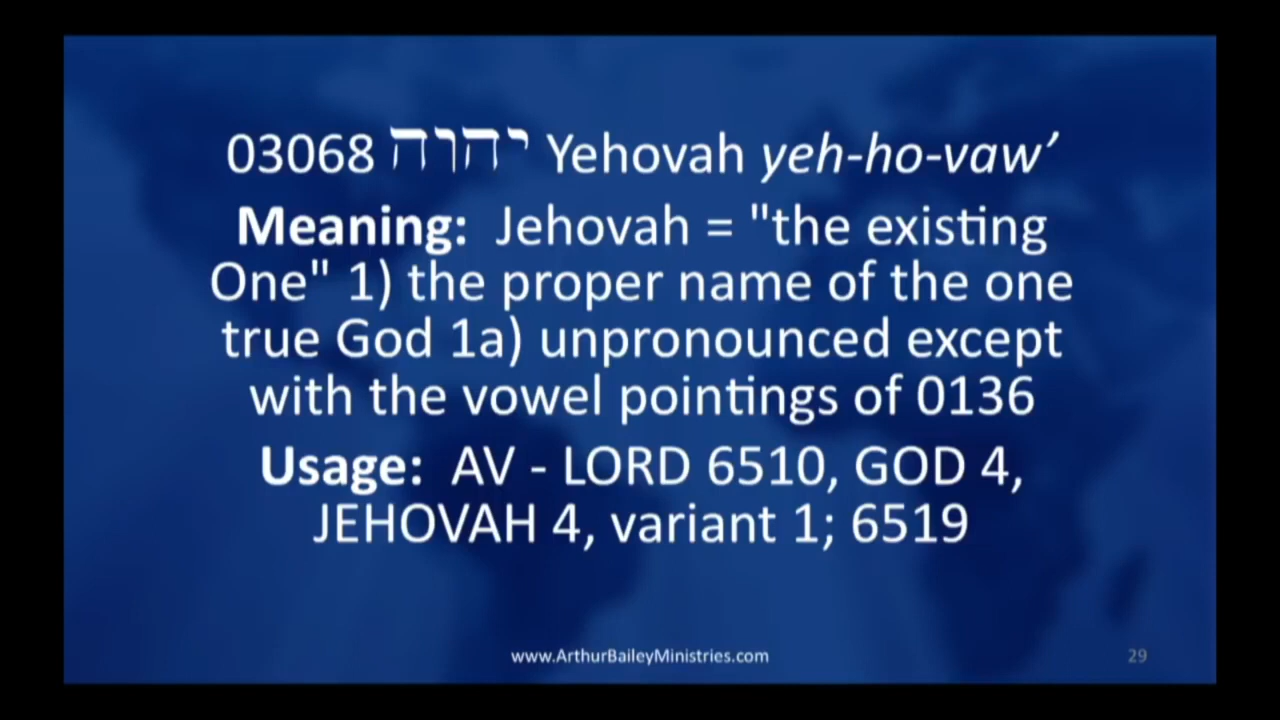 03068 יהוה Yehovah yeh-ho-vaw’
Meaning: Jehovah = "the existing
One" 1) the proper name of the one
true God 1a) unpronounced except
with the vowel pointings of 0136
Usage: AV - LORD 6510, GOD 4,
JEHOVAH 4, variant 1; 6519
www.ArthurBaileyMinistries.com
29